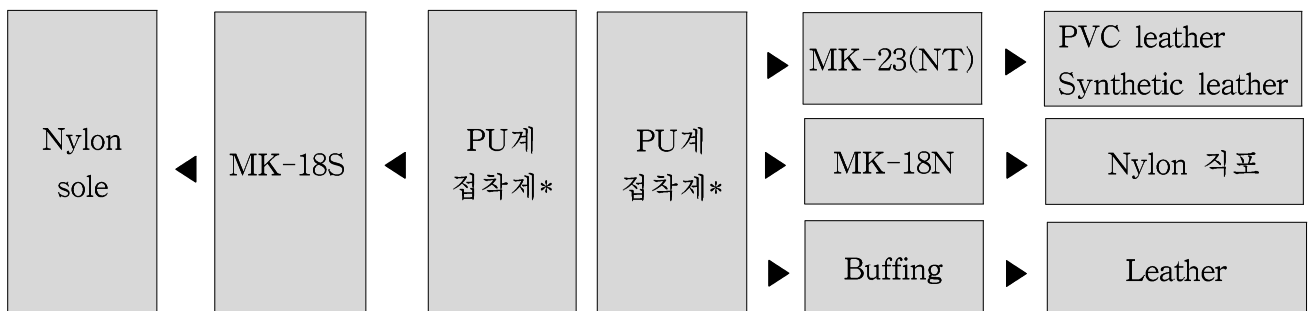 Nylon
sole
MK-18S
PU계
접착제*
PU계
접착제*
MK-23(NT)
PVC leather
Synthetic leather
MK-18N
Nylon 직포
Buffing
Leather